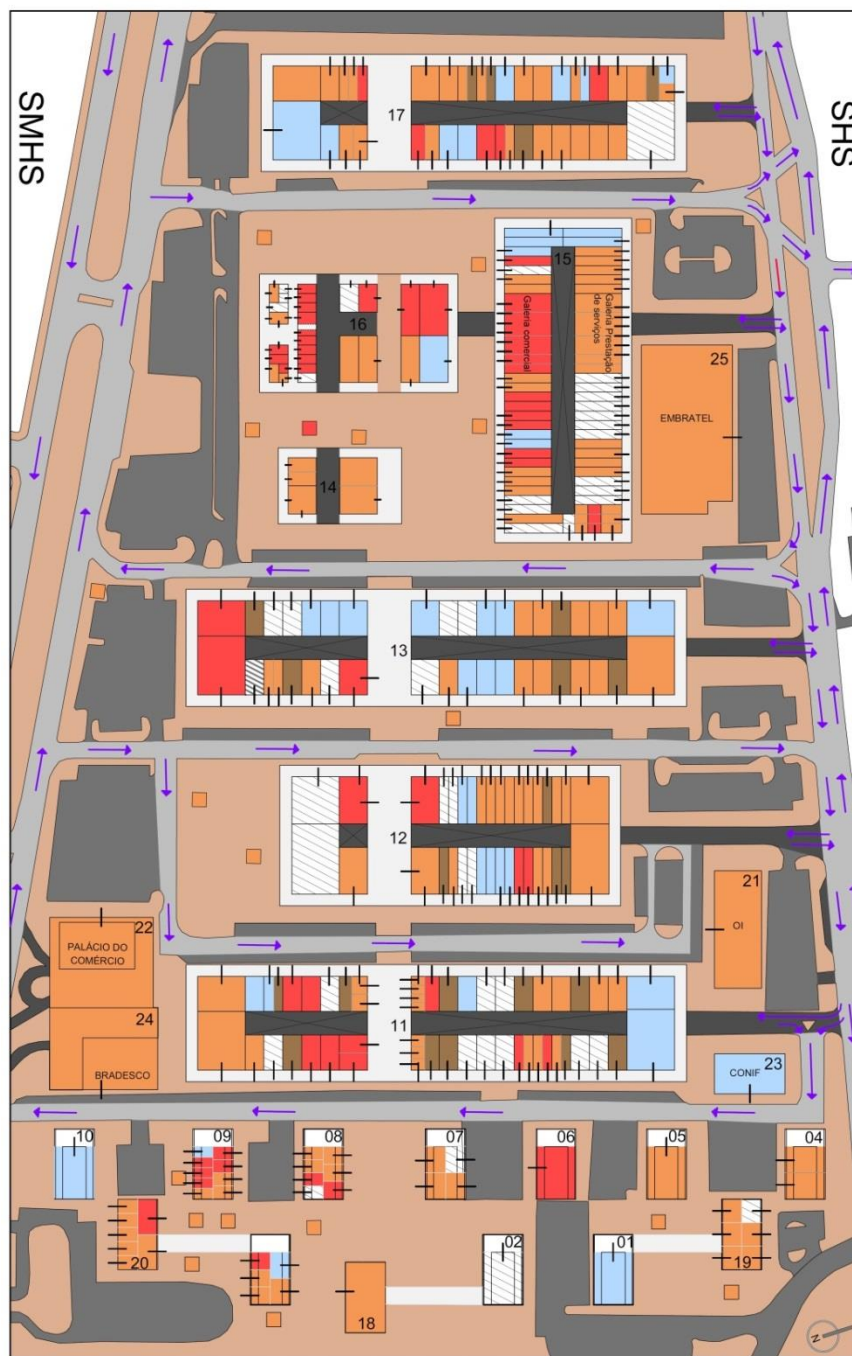 SMHS
SHS
17
15
Galeria comercial
Galeria Prestação
de serviços
16
25
EMBRATEL
14
13
12
21
OI
22
PALÁCIO DO
COMÉRCIO
24
BRADESCO
11
23
CONIF
10
09
08
07
06
05
04
20
02
01
19
18
N